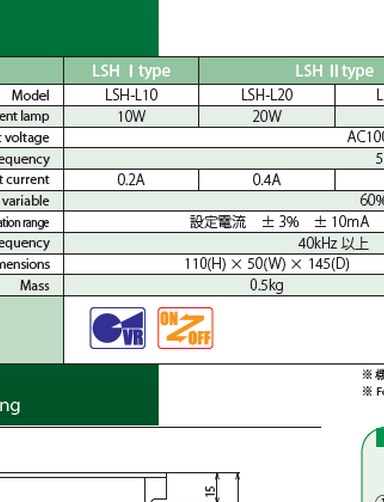 LSH Ⅰ type LSH Ⅱ type
Model LSH-L10 LSH-L20 L
ent lamp 10W 20W
t voltage AC100
equency 5
t current 0.2A 0.4A
variable 60%
ation range 設定電流 ±3% ±10mA
equency 40kHz 以上
mensions 110(H) × 50(W) × 145(D)
Mass 0.5kg
VR ON OFF
※ 標
※ Fo
ng
15